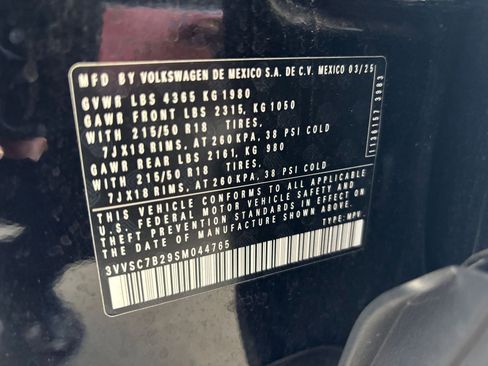 MFD BY VOLKSWAGEN DE MEXICO S.A. DE C.V. MEXICO 03/25
GVWR LBS 4365 KG 1980
GAWR FRONT LBS 2315, KG 1050
WITH 215/50 R18 TIRES,
7JX18 RIMS, AT 260 KPA, 38 PSI COLD
GAWR REAR LBS 2161, KG 980
WITH 215/50 R18 TIRES,
7JX18 RIMS, AT 260 KPA, 38 PSI COLD
THIS VEHICLE CONFORMS TO ALL APPLICABLE
U.S. FEDERAL MOTOR VEHICLE SAFETY AND
THEFT PREVENTION STANDARDS IN EFFECT ON
THE DATE OF MANUFACTURE SHOWN ABOVE.
3VVSC7B29SM044765 TYPE: MPV
1136157 3983